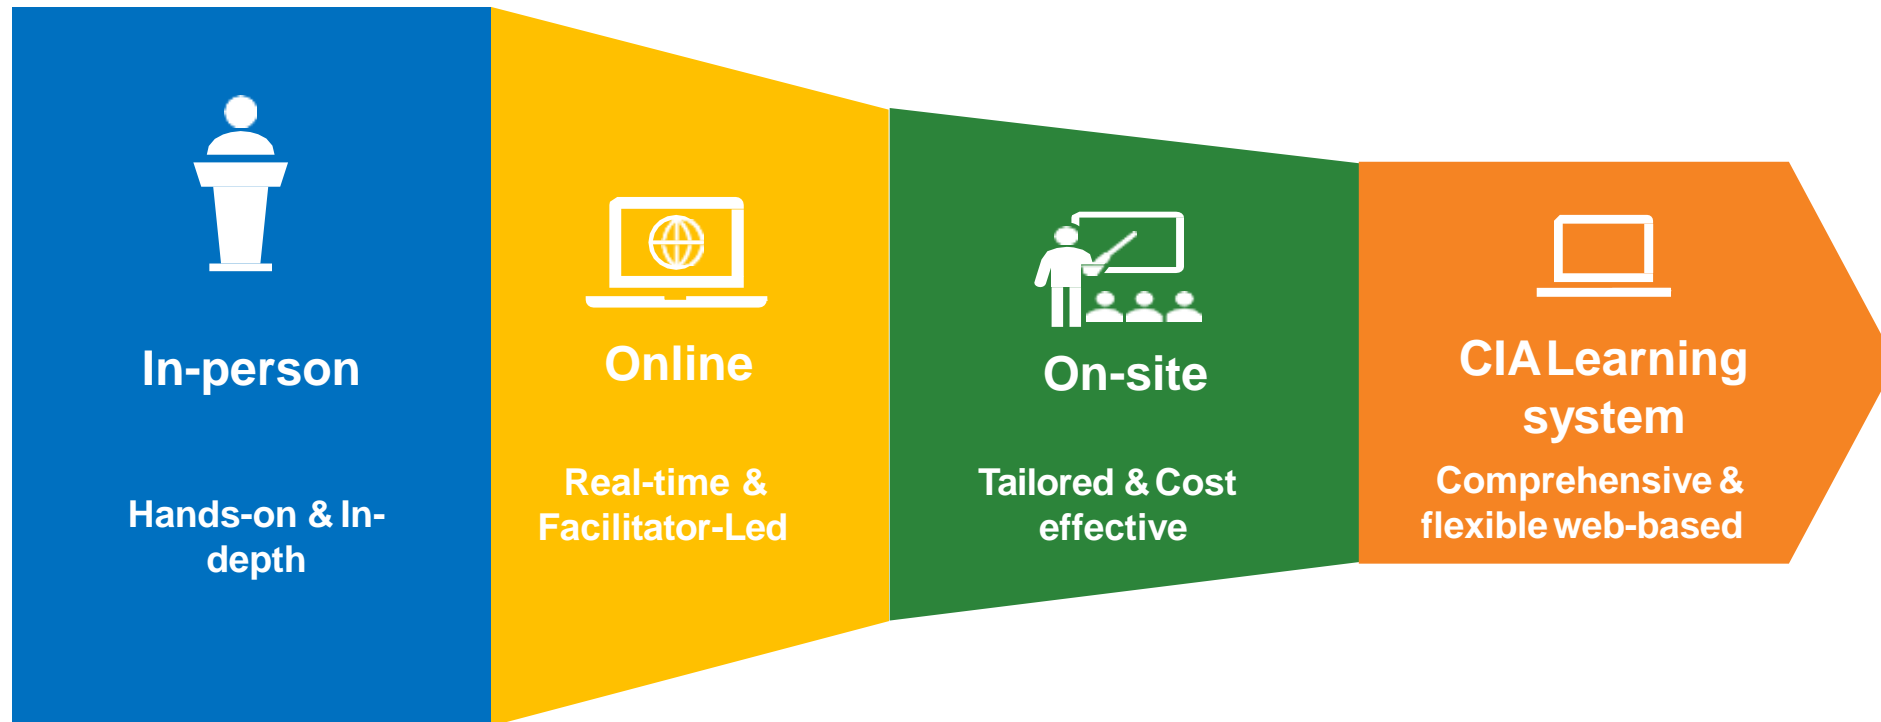 In-person
Hands-on & In-
depth
Online
Real-time &
Facilitator-Led
On-site
Tailored & Cost
effective
CIA Learning
system
Comprehensive &
flexible web-based